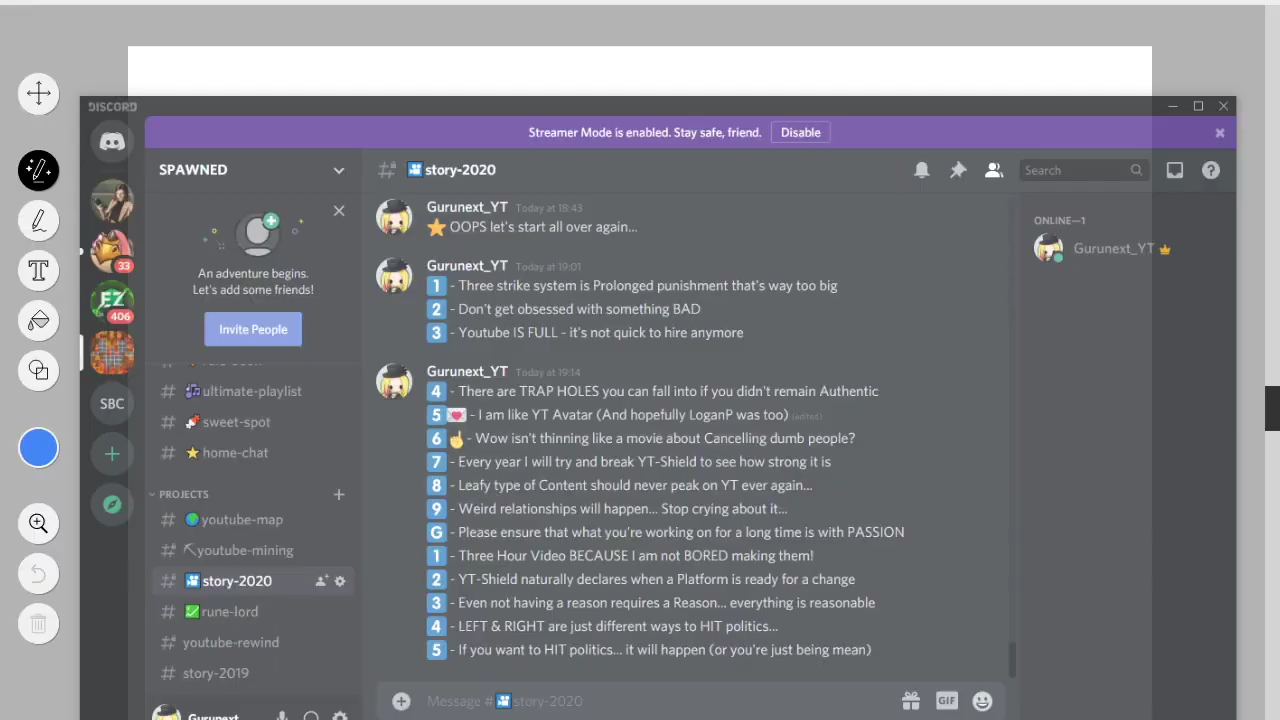 DISCORD
Streamer Mode is enabled. Stay safe, friend. Disable
SPAWNED
story-2020
Search
An adventure begins.
Let's add some friends!
Invite People
33
EZ
406
SBC
# ultimate-playlist
# sweet-spot
# home-chat
PROJECTS
# youtube-map
# youtube-mining
# story-2020
# rune-lord
# youtube-rewind
# story-2019
Gurunext
Gurunext_YT Today at 18:43
OOPS let's start all over again...
Gurunext_YT Today at 19:01
1 - Three strike system is Prolonged punishment that's way too big
2 - Don't get obsessed with something BAD
3 - Youtube IS FULL - it's not quick to hire anymore
Gurunext_YT Today at 19:14
4 - There are TRAP HOLES you can fall into if you didn't remain Authentic
5 💌 - I am like YT Avatar (And hopefully LoganP was too) (edited)
6 ☝ - Wow isn't thinning like a movie about Cancelling dumb people?
7 - Every year I will try and break YT-Shield to see how strong it is
8 - Leafy type of Content should never peak on YT ever again...
9 - Weird relationships will happen... Stop crying about it...
G - Please ensure that what you're working on for a long time is with PASSION
1 - Three Hour Video BECAUSE I am not BORED making them!
2 - YT-Shield naturally declares when a Platform is ready for a change
3 - Even not having a reason requires a Reason... everything is reasonable
4 - LEFT & RIGHT are just different ways to HIT politics...
5 - If you want to HIT politics... it will happen (or you're just being mean)
Message #story-2020
GIF
ONLINE—1
Gurunext_YT